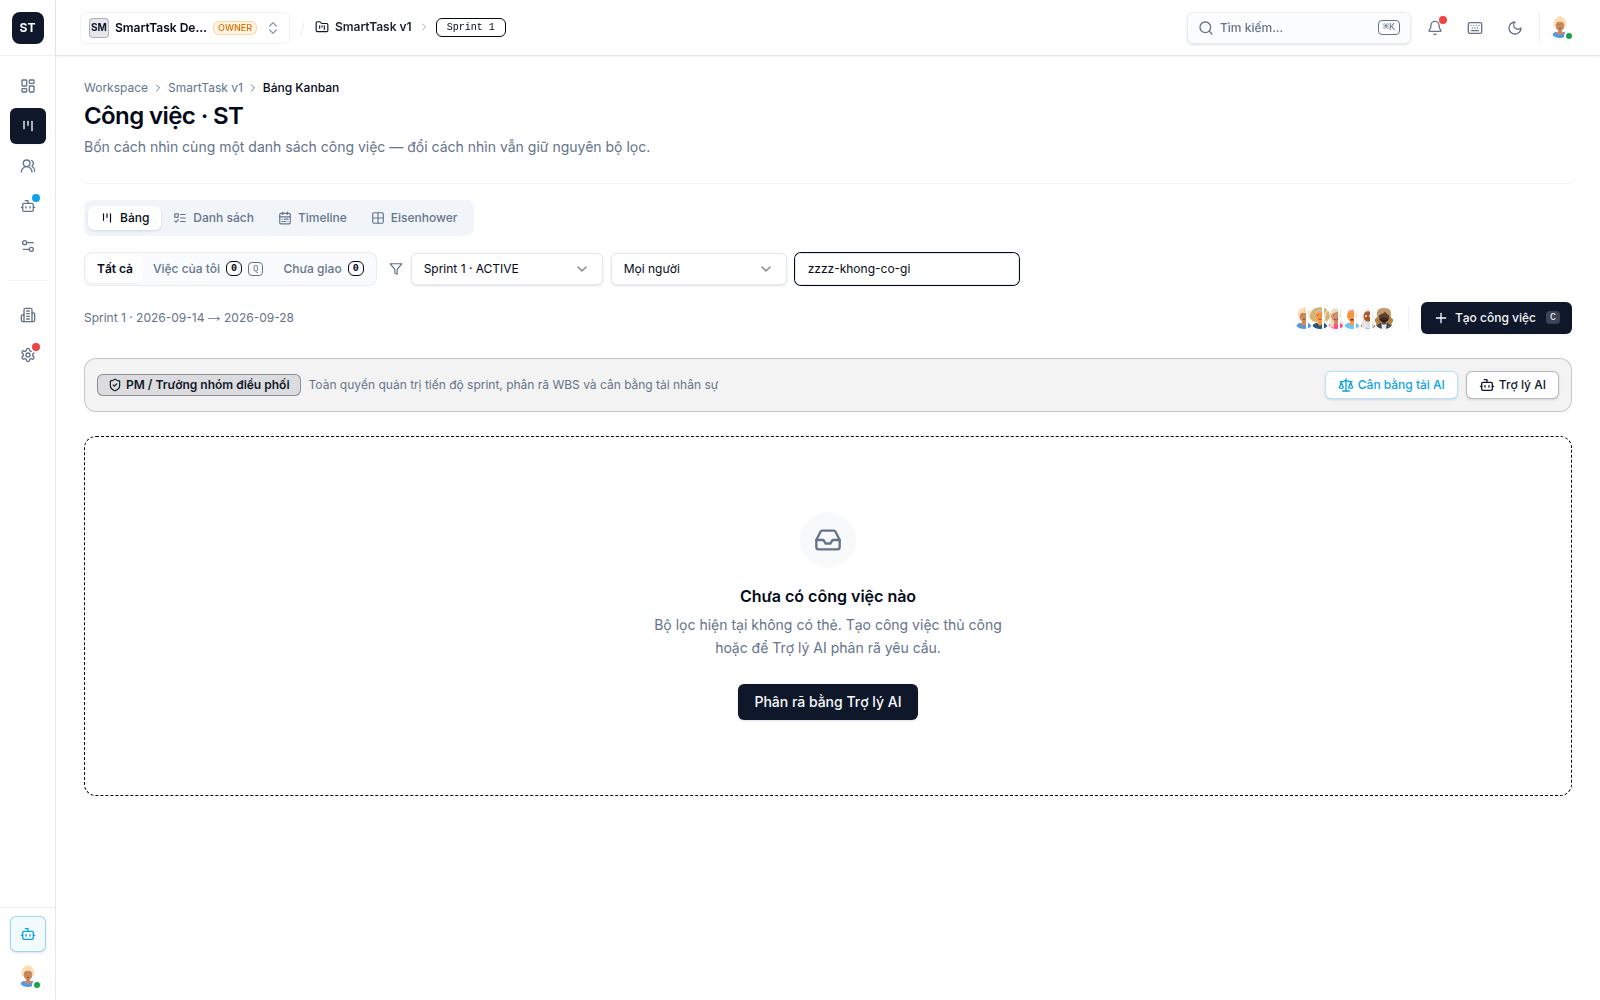 ST
SM SmartTask De... OWNER / SmartTask v1 Sprint 1
Tìm kiếm... ⌘K
Workspace > SmartTask v1 > Bảng Kanban
Công việc · ST
Bốn cách nhìn cùng một danh sách công việc — đổi cách nhìn vẫn giữ nguyên bộ lọc.
Bảng Danh sách Timeline Eisenhower
Tất cả Việc của tôi 0 Q Chưa giao 0 Sprint 1 · ACTIVE Mọi người zzzz-khong-co-gi
Sprint 1 · 2026-09-14 → 2026-09-28
Tạo công việc C
PM / Trưởng nhóm điều phối Toàn quyền quản trị tiến độ sprint, phân rã WBS và cân bằng tải nhân sự
Cân bằng tải AI Trợ lý AI
Chưa có công việc nào
Bộ lọc hiện tại không có thẻ. Tạo công việc thủ công
hoặc để Trợ lý AI phân rã yêu cầu.
Phân rã bằng Trợ lý AI